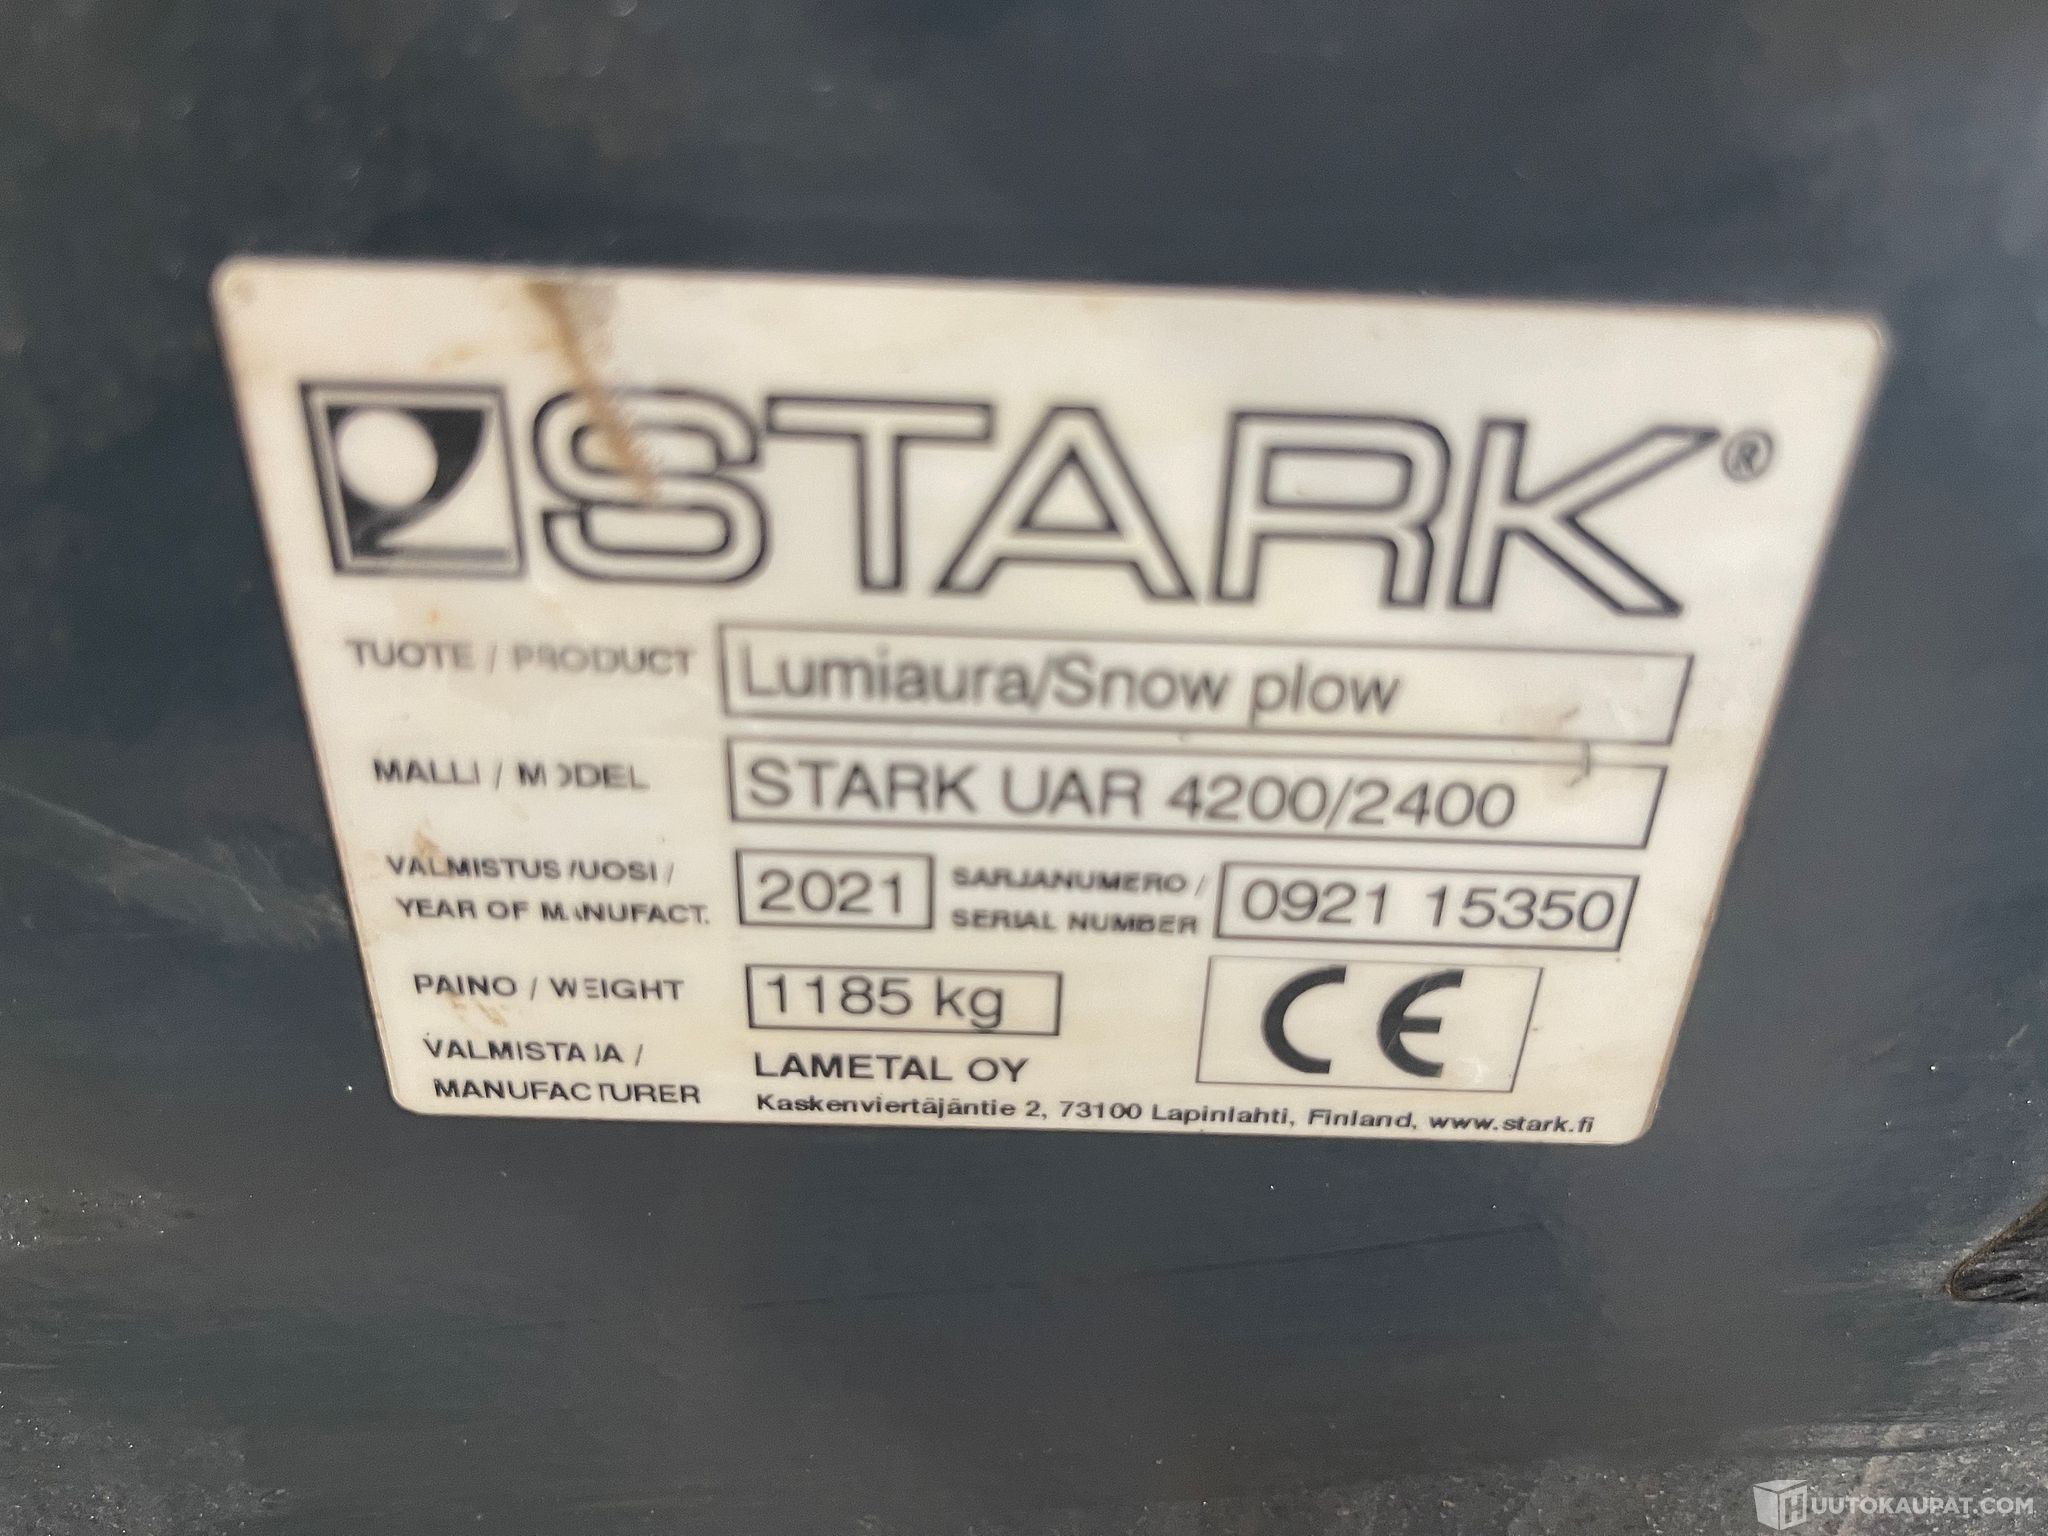 STARK®
TUOTE / PRODUCT Lumiaura/Snow plow
MALLI / MODEL STARK UAR 4200/2400
VALMISTUSVUOSI / 2021 SARJANUMERO / 0921 15350
YEAR OF MANUFACT. SERIAL NUMBER
PAINO / WEIGHT 1185 kg CE
VALMISTAJA / LAMETAL OY
MANUFACTURER Kaskenviertäjäntie 2, 73100 Lapinlahti, Finland, www.stark.fi
HUUTOKAUPAT.COM